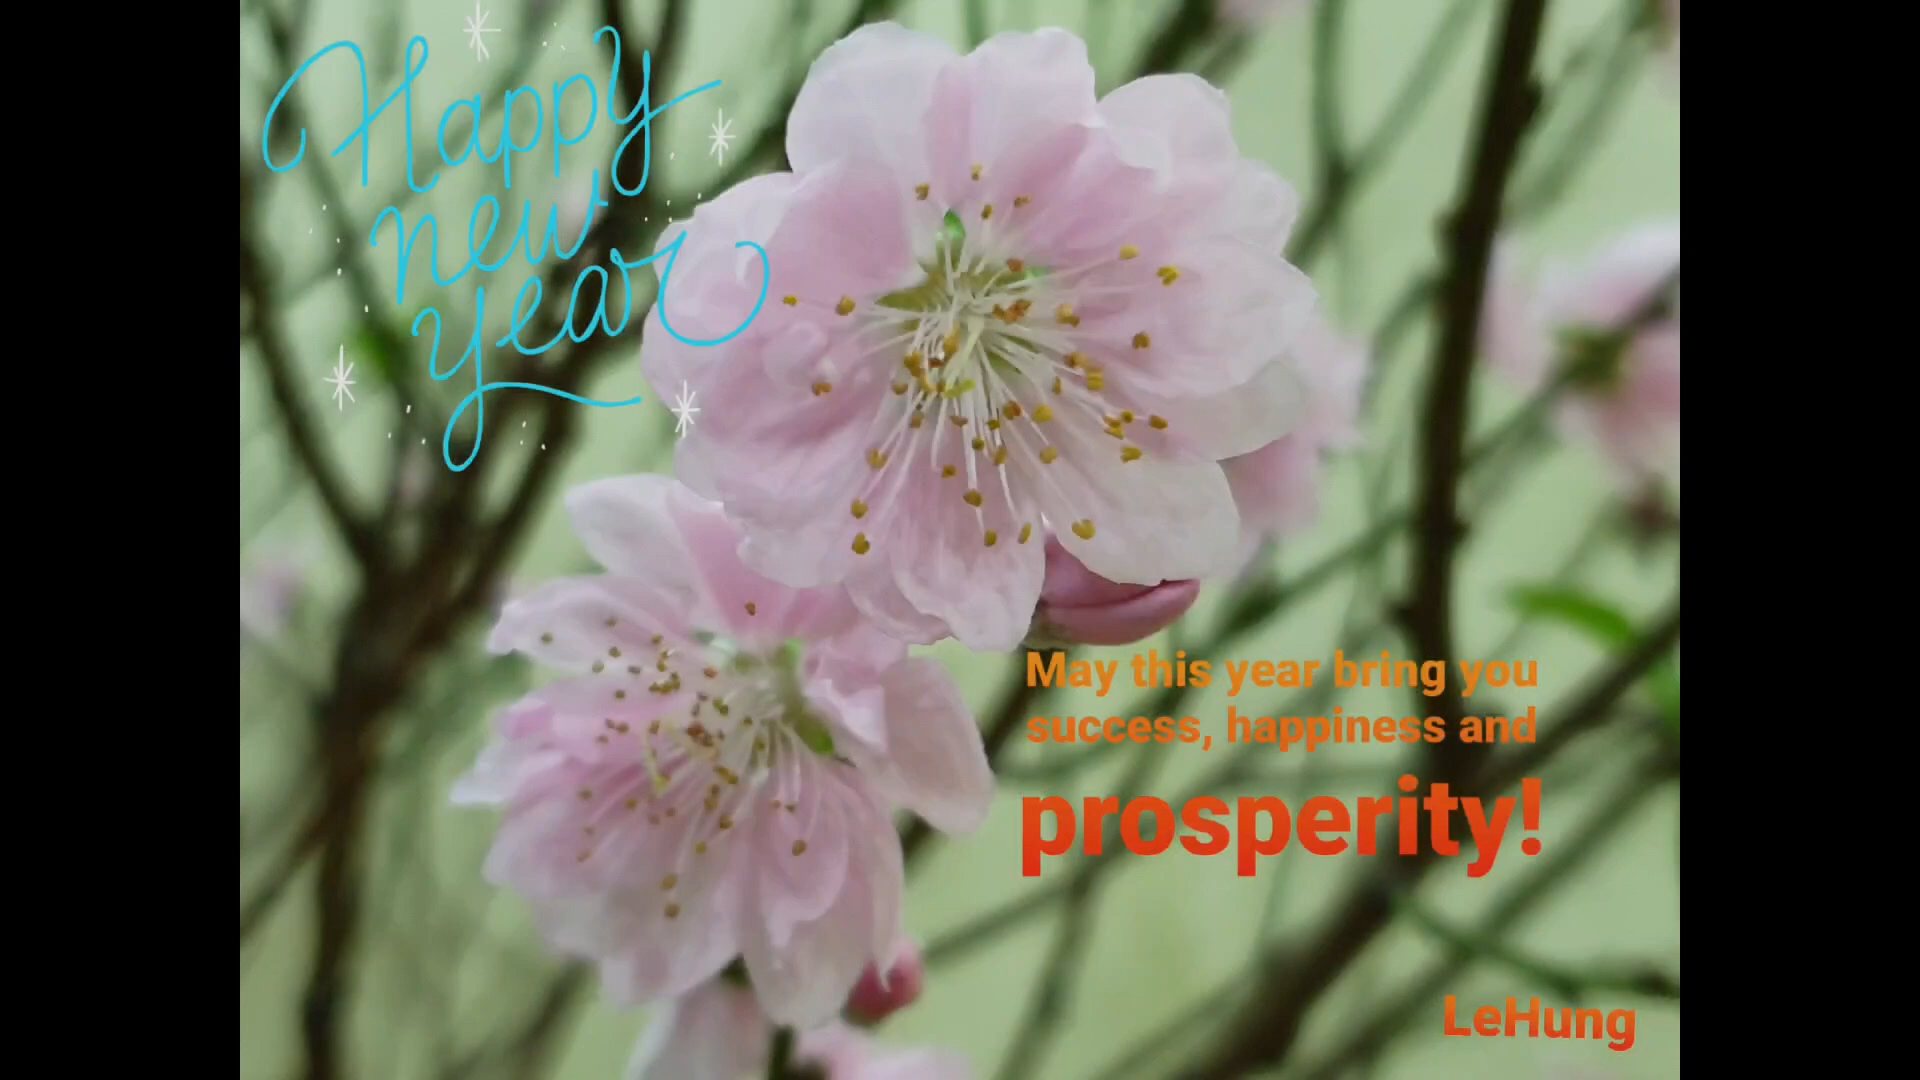 Happy
new
year
May this year bring you
success, happiness and
prosperity!
LeHung